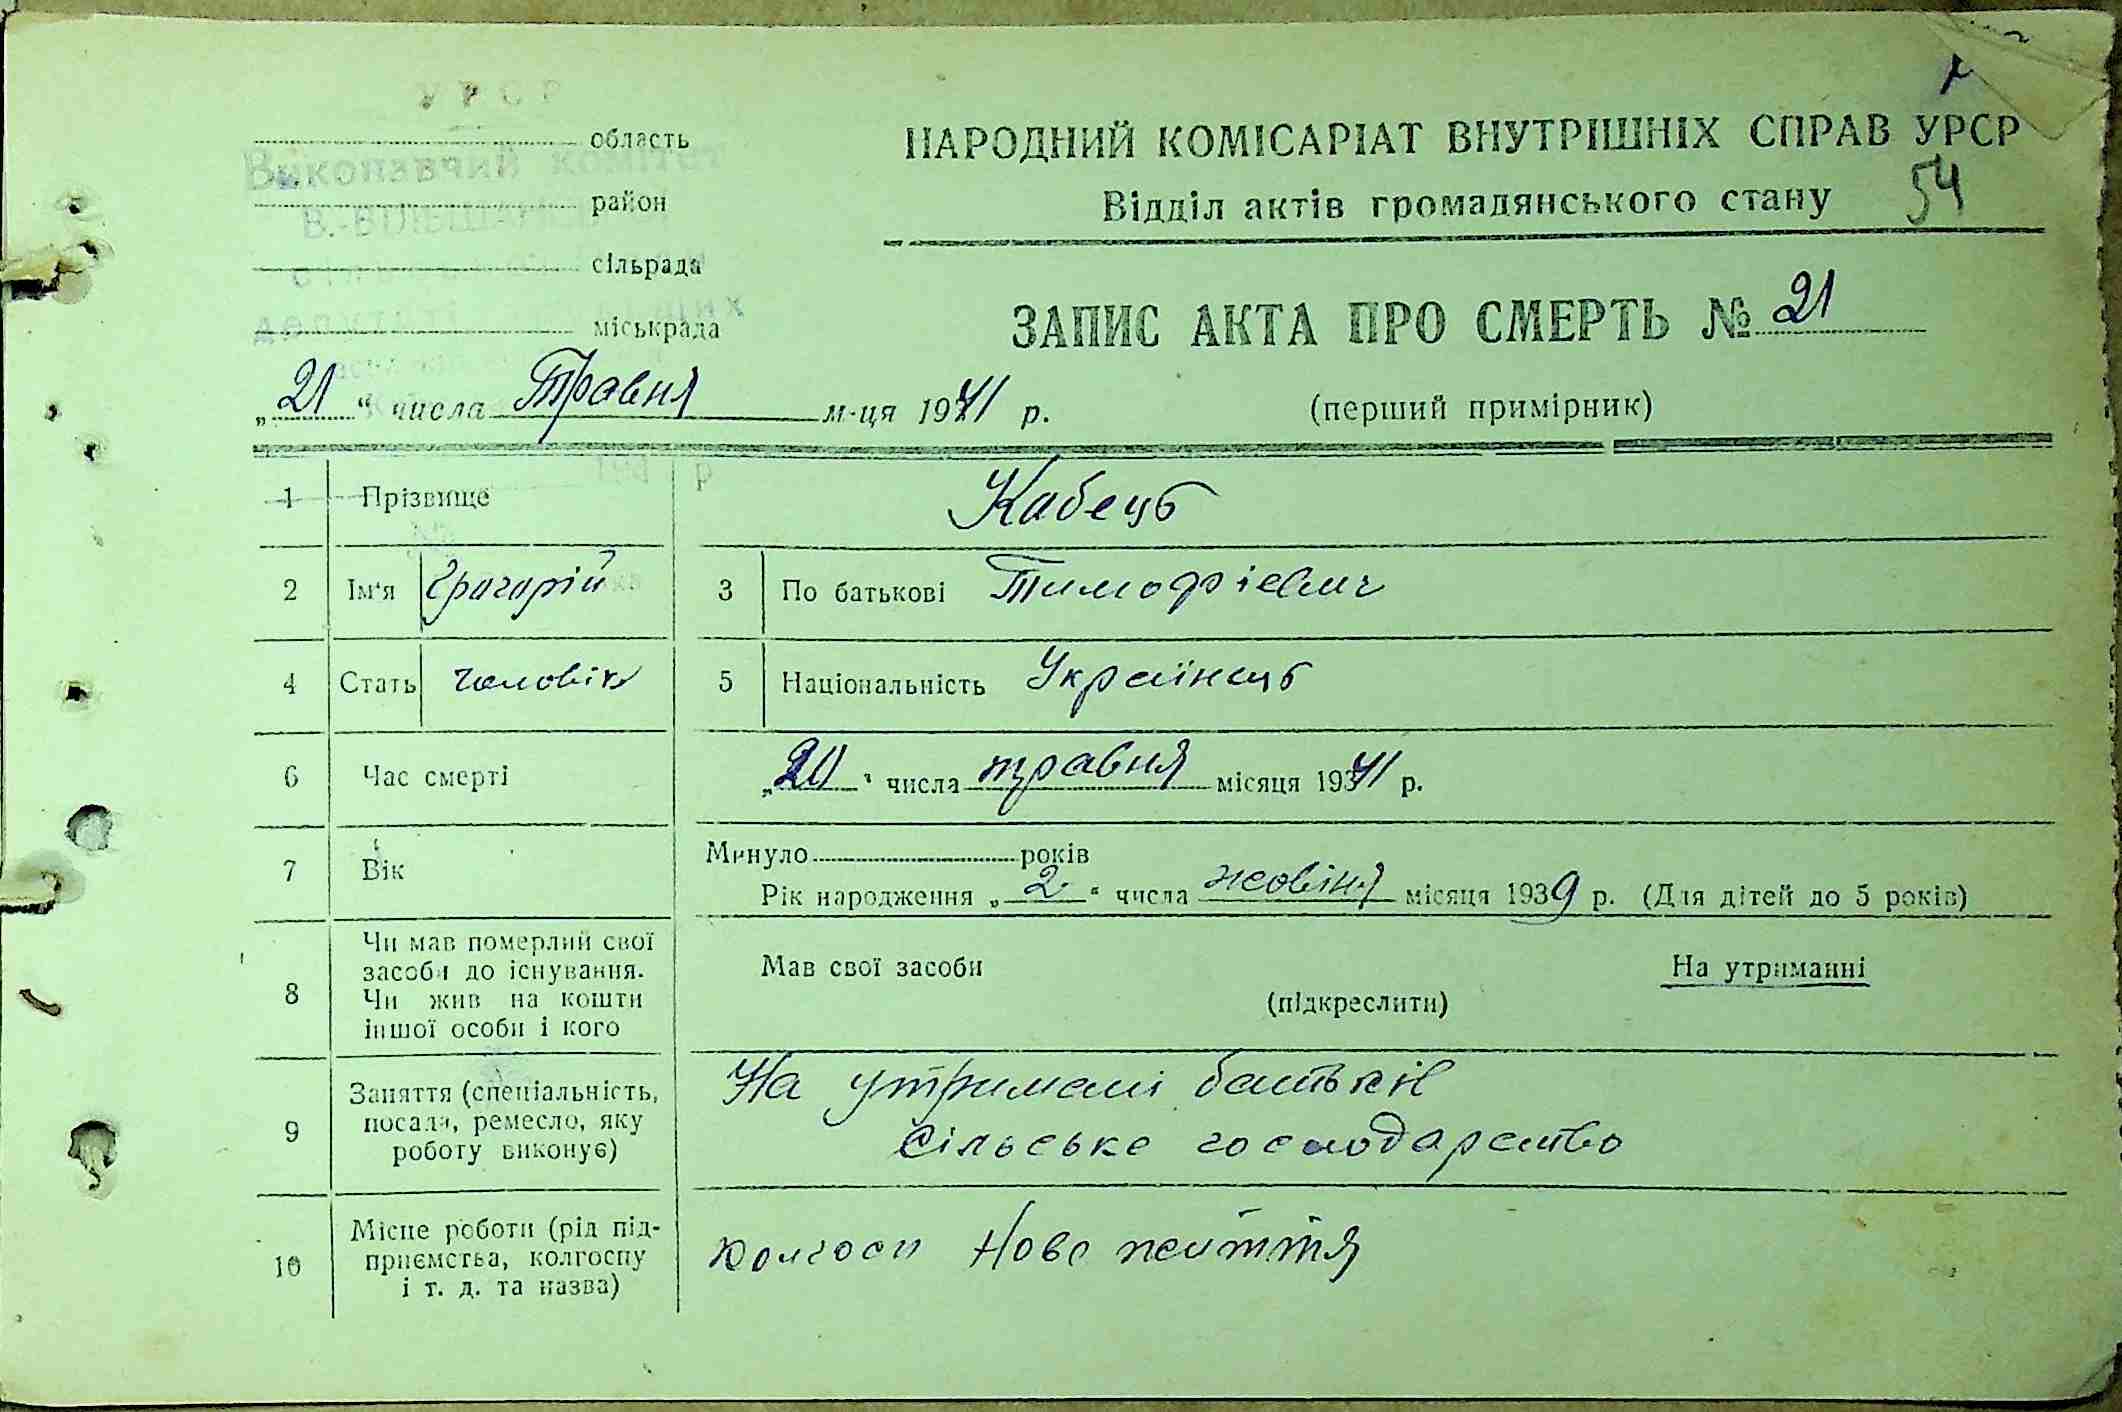 УРСР
область
Виконавчий комітет
район
сільрада
міськрада
НАРОДНИЙ КОМІСАРІАТ ВНУТРІШНІХ СПРАВ УРСР
Відділ актів громадянського стану 54
ЗАПИС АКТА ПРО СМЕРТЬ № 21
„21“ числа Травня м-ця 1941 р.
(перший примірник)
1 Прізвище Кабець
2 Ім'я Грагорій 3 По батькові Тимофієвич
4 Стать чоловік 5 Національність Українець
6 Час смерті „20“ числа травня місяця 1941 р.
7 Вік Минуло років
Рік народження „2“ числа жовтня місяця 1939 р. (Для дітей до 5 років)
8 Чи мав померлий свої
засоби до існування.
Чи жив на кошти
іншої особи і кого
Мав свої засоби На утриманні
(підкреслити)
9 Заняття (спеціальність,
посада, ремесло, яку
роботу виконує)
На утримані батьків
Сільське господарство
10 Місце роботи (рід під-
приємства, колгоспу
і т. д. та назва)
колгосп Нове життя